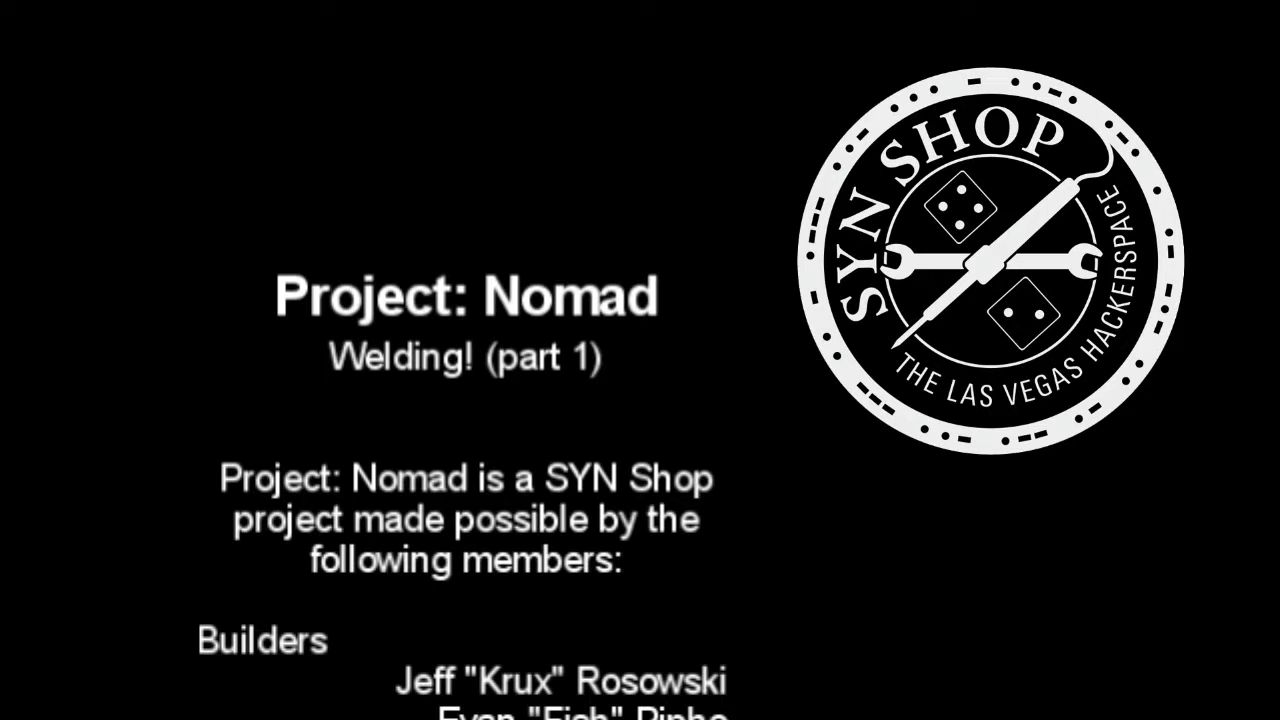 SYN SHOP
THE LAS VEGAS HACKERSPACE
Project: Nomad
Welding! (part 1)
Project: Nomad is a SYN Shop
project made possible by the
following members:
Builders
Jeff "Krux" Rosowski